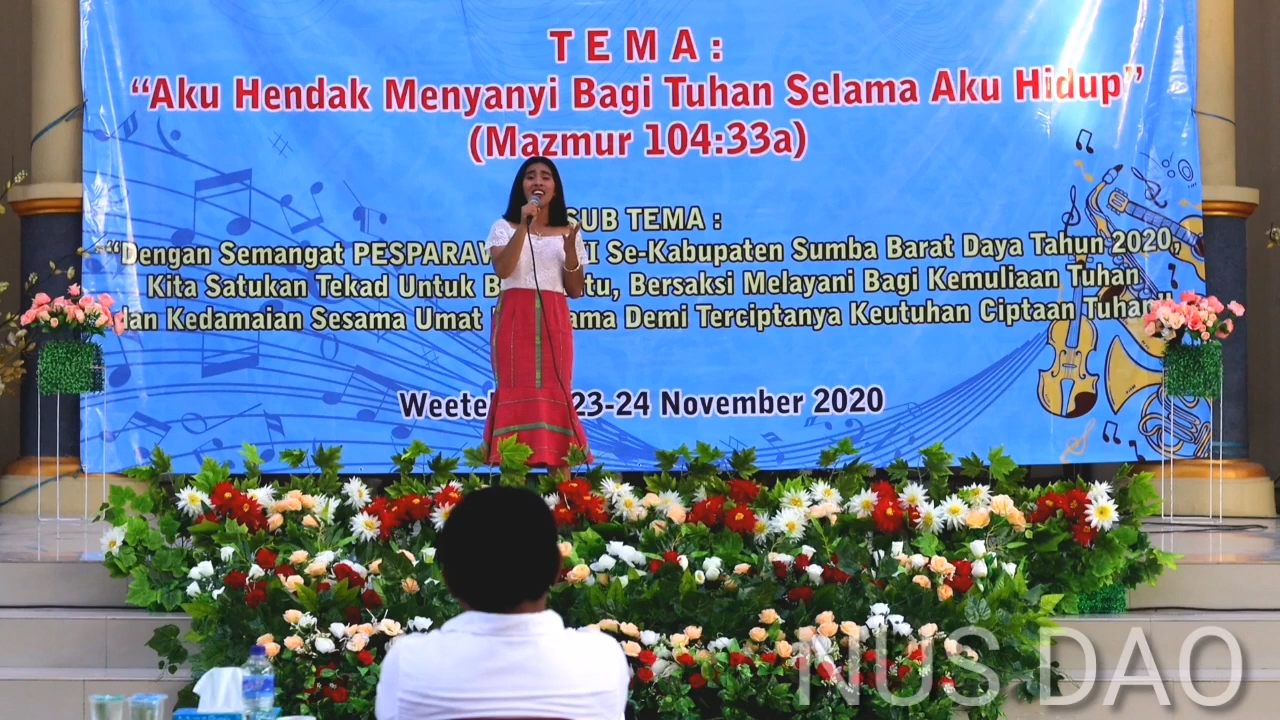 TEMA :
“Aku Hendak Menyanyi Bagi Tuhan Selama Aku Hidup”
(Mazmur 104:33a)
SUB TEMA :
“Dengan Semangat Se-Kabupaten Sumba Barat Daya Tahun 2020,
Kita Satukan Tekad Untuk Bersaksi Melayani Bagi Kemuliaan Tuhan
dan Kedamaian Sesama Umat Demi Terciptanya Keutuhan Ciptaan Tuhan”
23-24 November 2020
NUS DAO